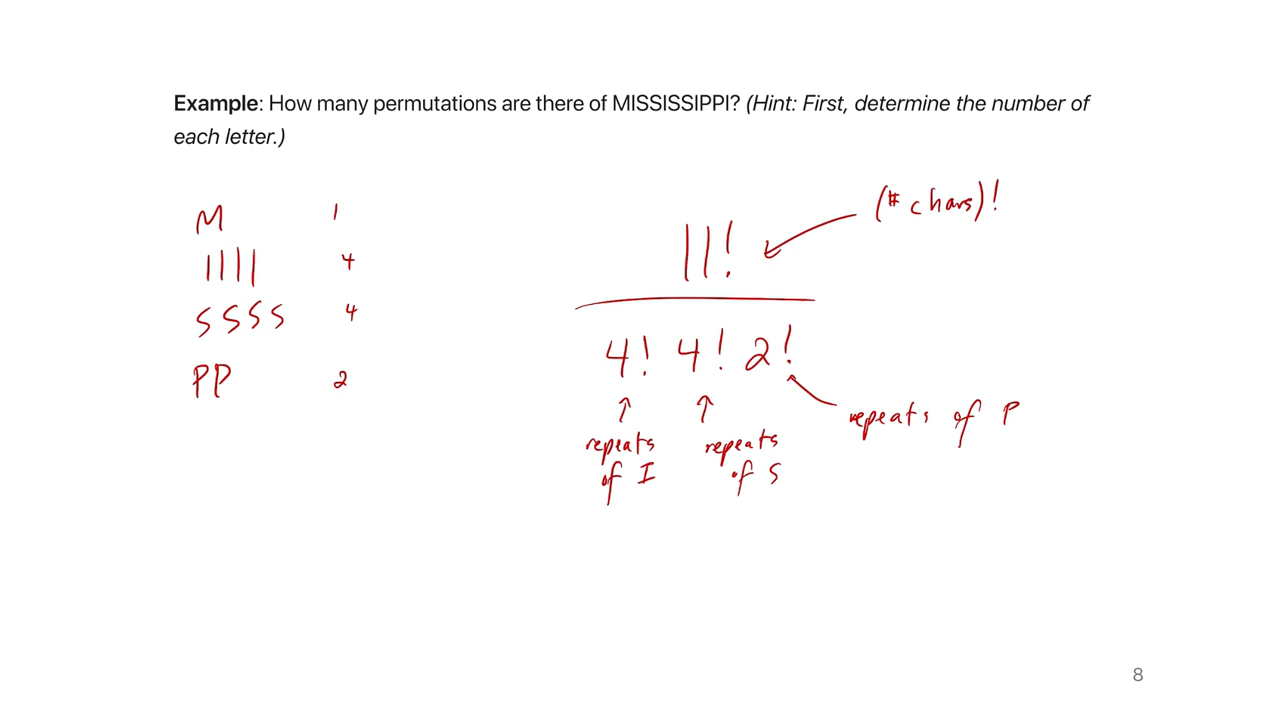 Example: How many permutations are there of MISSISSIPPI? (Hint: First, determine the number of
each letter.)
M 1
IIII 4
SSSS 4
PP 2
(# chars)!
11!
4! 4! 2!
repeats of I
repeats of S
repeats of P
8